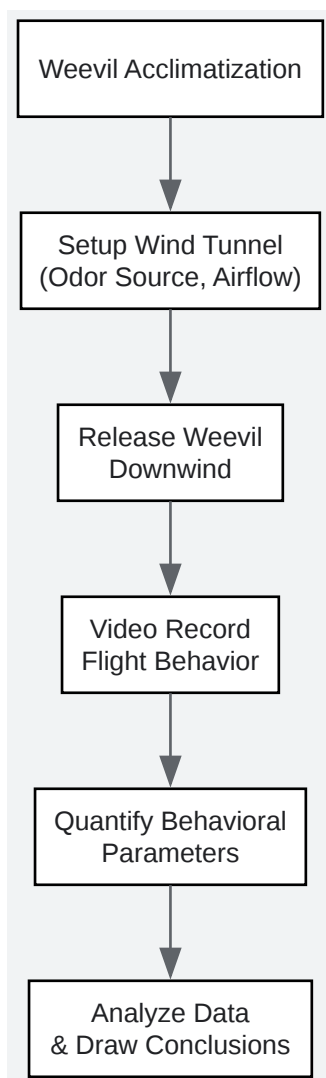 Weevil Acclimatization
Setup Wind Tunnel
(Odor Source, Airflow)
Release Weevil
Downwind
Video Record
Flight Behavior
Quantify Behavioral
Parameters
Analyze Data
& Draw Conclusions